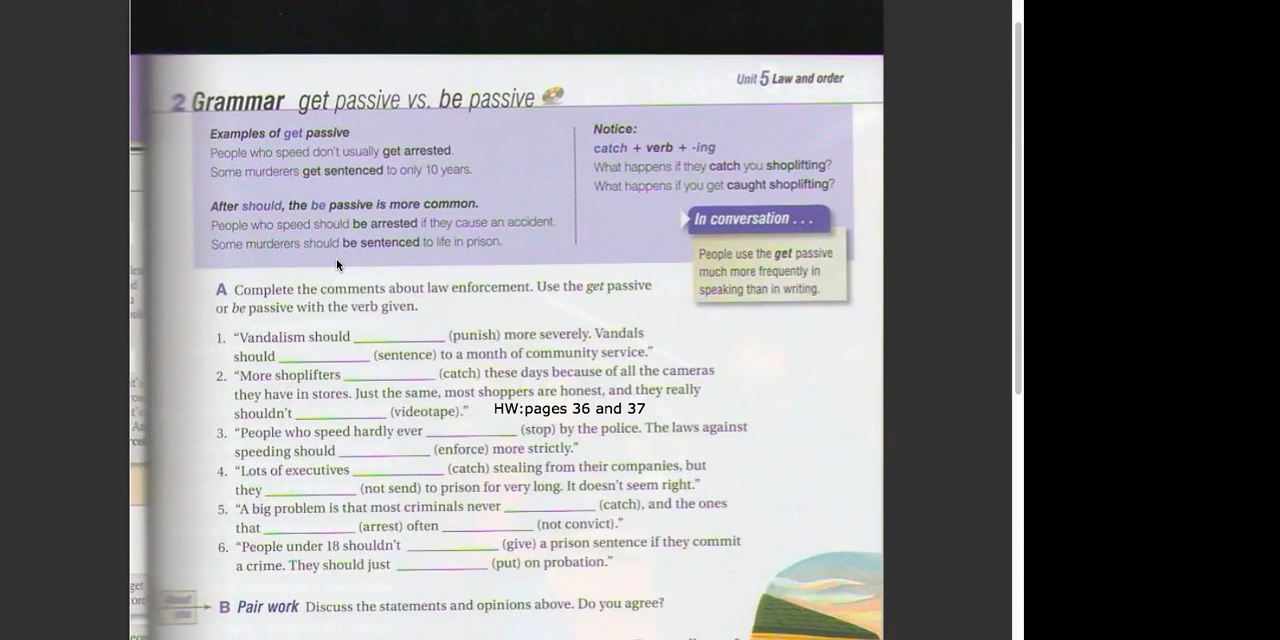 Unit 5 Law and order
2 Grammar get passive vs. be passive
Examples of get passive
People who speed don't usually get arrested.
Some murderers get sentenced to only 10 years.
After should, the be passive is more common.
People who speed should be arrested if they cause an accident.
Some murderers should be sentenced to life in prison.
Notice:
catch + verb + -ing
What happens if they catch you shoplifting?
What happens if you get caught shoplifting?
In conversation . . .
People use the get passive
much more frequently in
speaking than in writing.
A Complete the comments about law enforcement. Use the get passive
or be passive with the verb given.
1. "Vandalism should ____________ (punish) more severely. Vandals
should ____________ (sentence) to a month of community service."
2. "More shoplifters ____________ (catch) these days because of all the cameras
they have in stores. Just the same, most shoppers are honest, and they really
shouldn't ____________ (videotape)."
HW:pages 36 and 37
3. "People who speed hardly ever ____________ (stop) by the police. The laws against
speeding should ____________ (enforce) more strictly."
4. "Lots of executives ____________ (catch) stealing from their companies, but
they ____________ (not send) to prison for very long. It doesn't seem right."
5. "A big problem is that most criminals never ____________ (catch), and the ones
that ____________ (arrest) often ____________ (not convict)."
6. "People under 18 shouldn't ____________ (give) a prison sentence if they commit
a crime. They should just ____________ (put) on probation."
B Pair work Discuss the statements and opinions above. Do you agree?